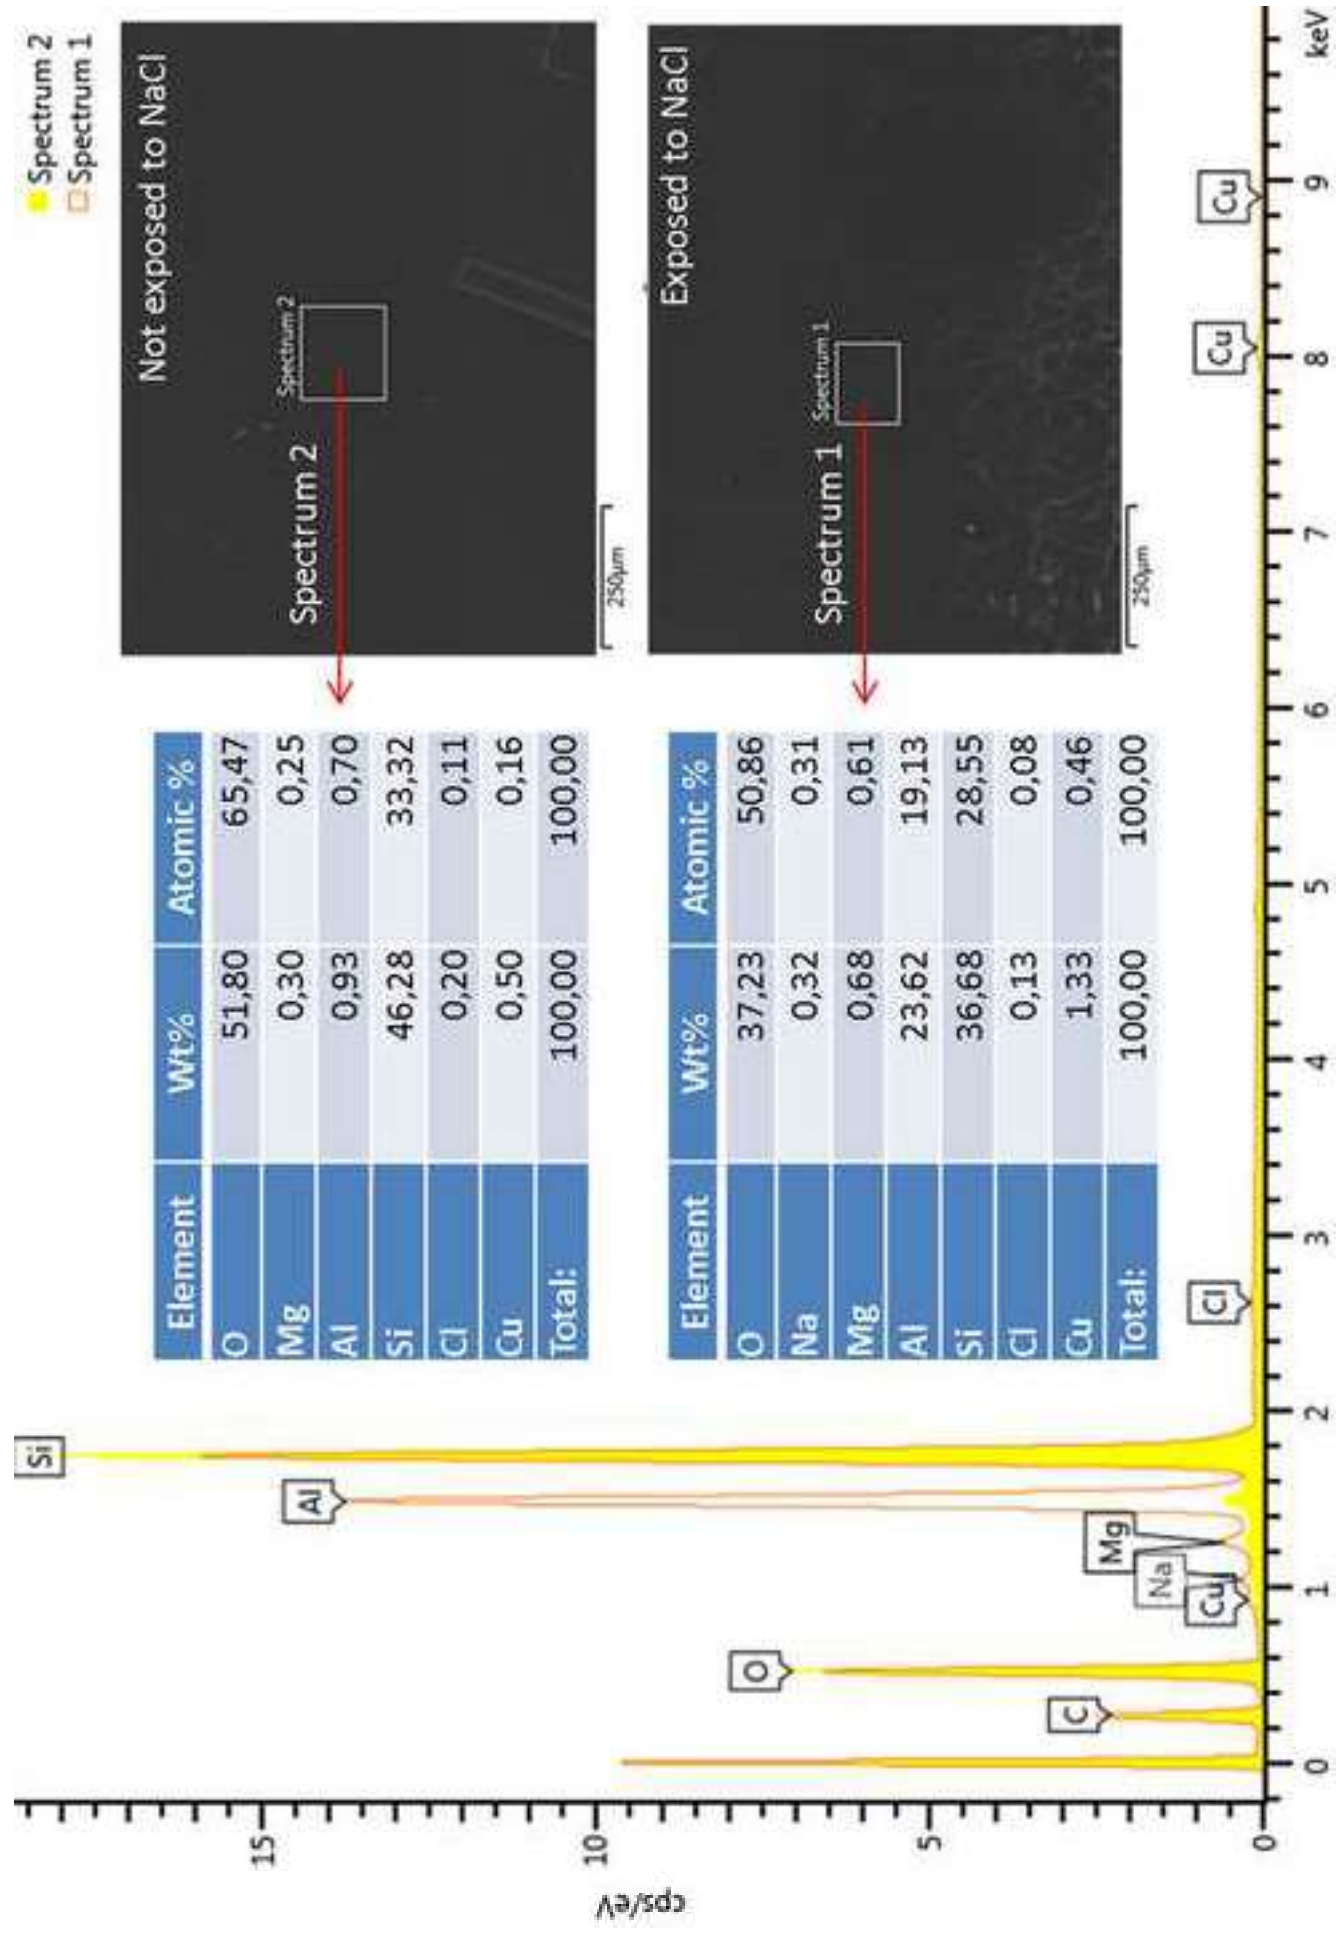 Spectrum 2
Spectrum 1
Not exposed to NaCl
Spectrum 2
Spectrum 2
250µm
Exposed to NaCl
Spectrum 1
Spectrum 1
250µm
Element Wt% Atomic %
O 51,80 65,47
Mg 0,30 0,25
Al 0,93 0,70
Si 46,28 33,32
Cl 0,20 0,11
Cu 0,50 0,16
Total: 100,00 100,00
Element Wt% Atomic %
O 37,23 50,86
Na 0,32 0,31
Mg 0,68 0,61
Al 23,62 19,13
Si 36,68 28,55
Cl 0,13 0,08
Cu 1,33 0,46
Total: 100,00 100,00
cps/eV
15
10
5
0
C
O
Cu
Na
Mg
Al
Si
Cl
Cu
Cu
0 1 2 3 4 5 6 7 8 9 keV